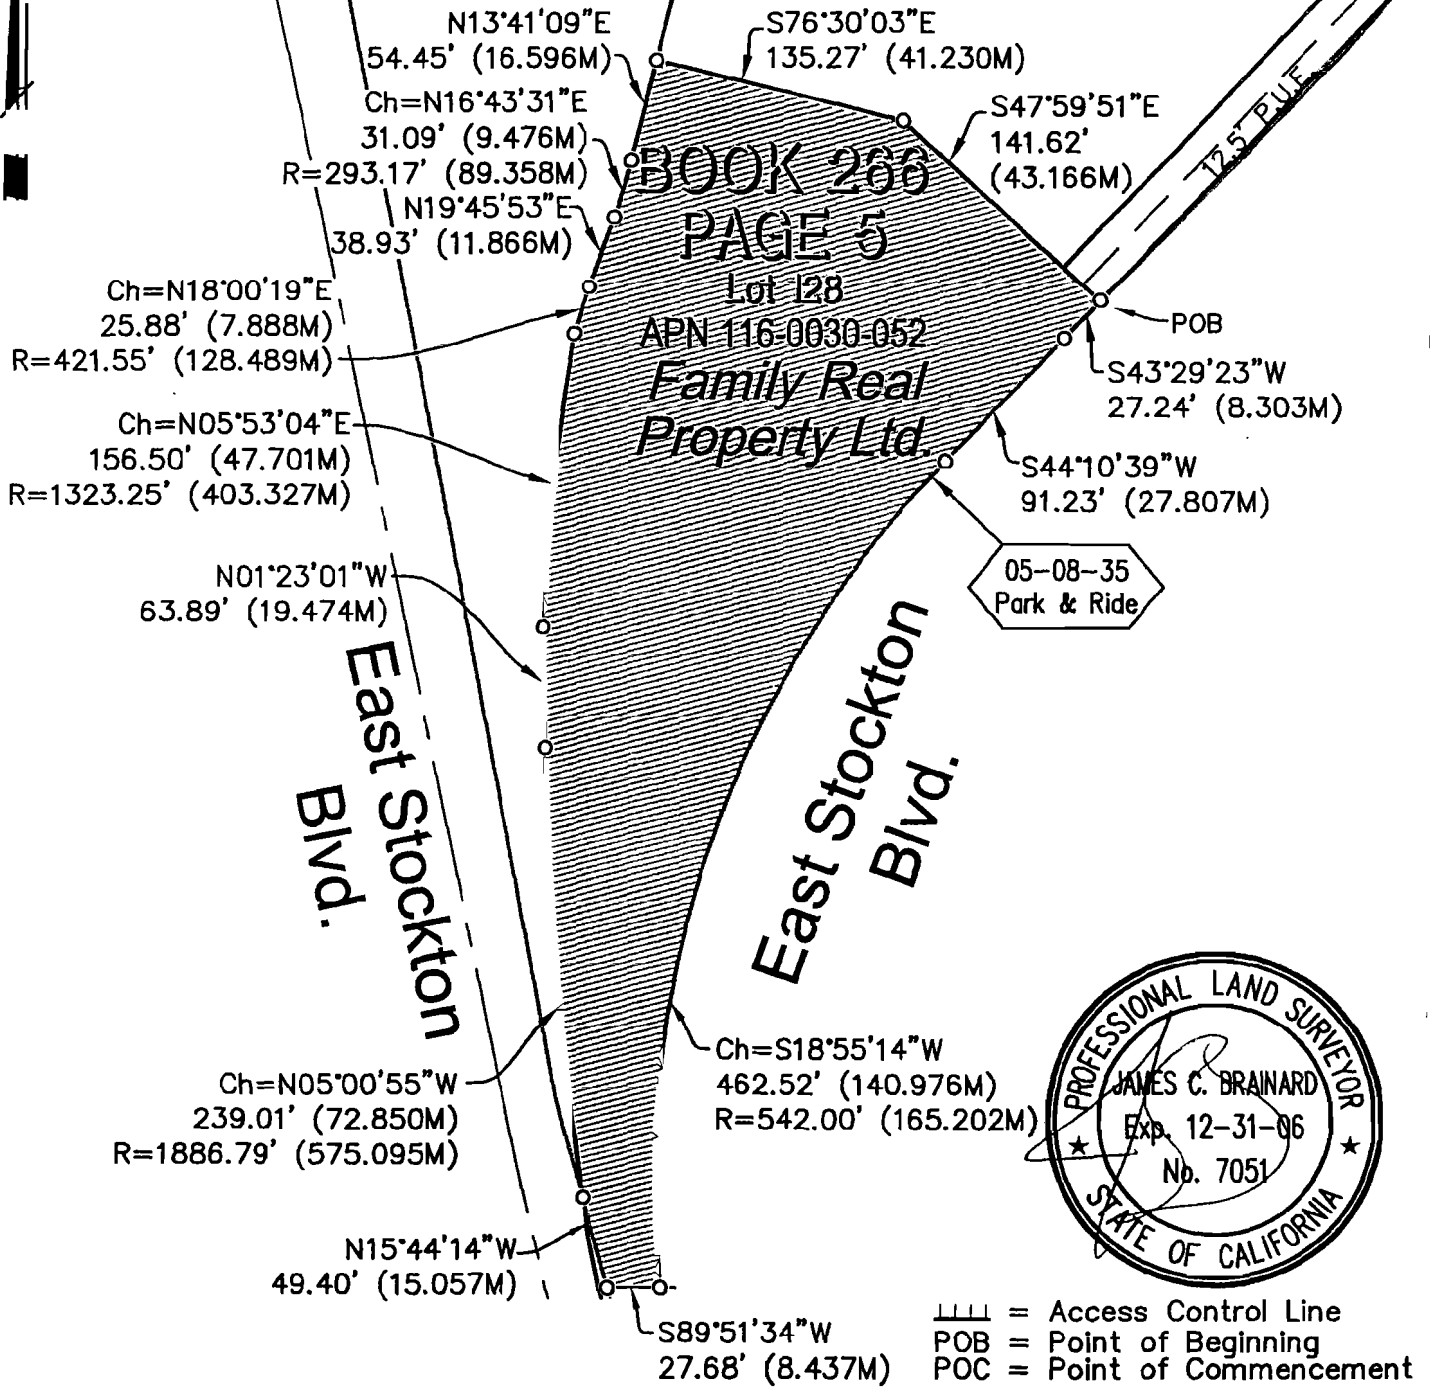 N13°41'09"E
54.45' (16.596M)
S76°30'03"E
135.27' (41.230M)
Ch=N16°43'31"E
31.09' (9.476M)
R=293.17' (89.358M)
S47°59'51"E
141.62'
(43.166M)
12.5' P.U.E.
N19°45'53"E
38.93' (11.866M)
BOOK 266
PAGE 5
Lot 128
APN 116-0030-052
Family Real
Property Ltd.
Ch=N18°00'19"E
25.88' (7.888M)
R=421.55' (128.489M)
POB
S43°29'23"W
27.24' (8.303M)
Ch=N05°53'04"E
156.50' (47.701M)
R=1323.25' (403.327M)
S44°10'39"W
91.23' (27.807M)
05-08-35
Park & Ride
N01°23'01"W
63.89' (19.474M)
East Stockton
Blvd.
East Stockton
Blvd.
Ch=S18°55'14"W
462.52' (140.976M)
R=542.00' (165.202M)
Ch=N05°00'55"W
239.01' (72.850M)
R=1886.79' (575.095M)
PROFESSIONAL LAND SURVEYOR
JAMES C. BRAINARD
Exp. 12-31-06
No. 7051
STATE OF CALIFORNIA
N15°44'14"W
49.40' (15.057M)
S89°51'34"W
27.68' (8.437M)
= Access Control Line
POB = Point of Beginning
POC = Point of Commencement